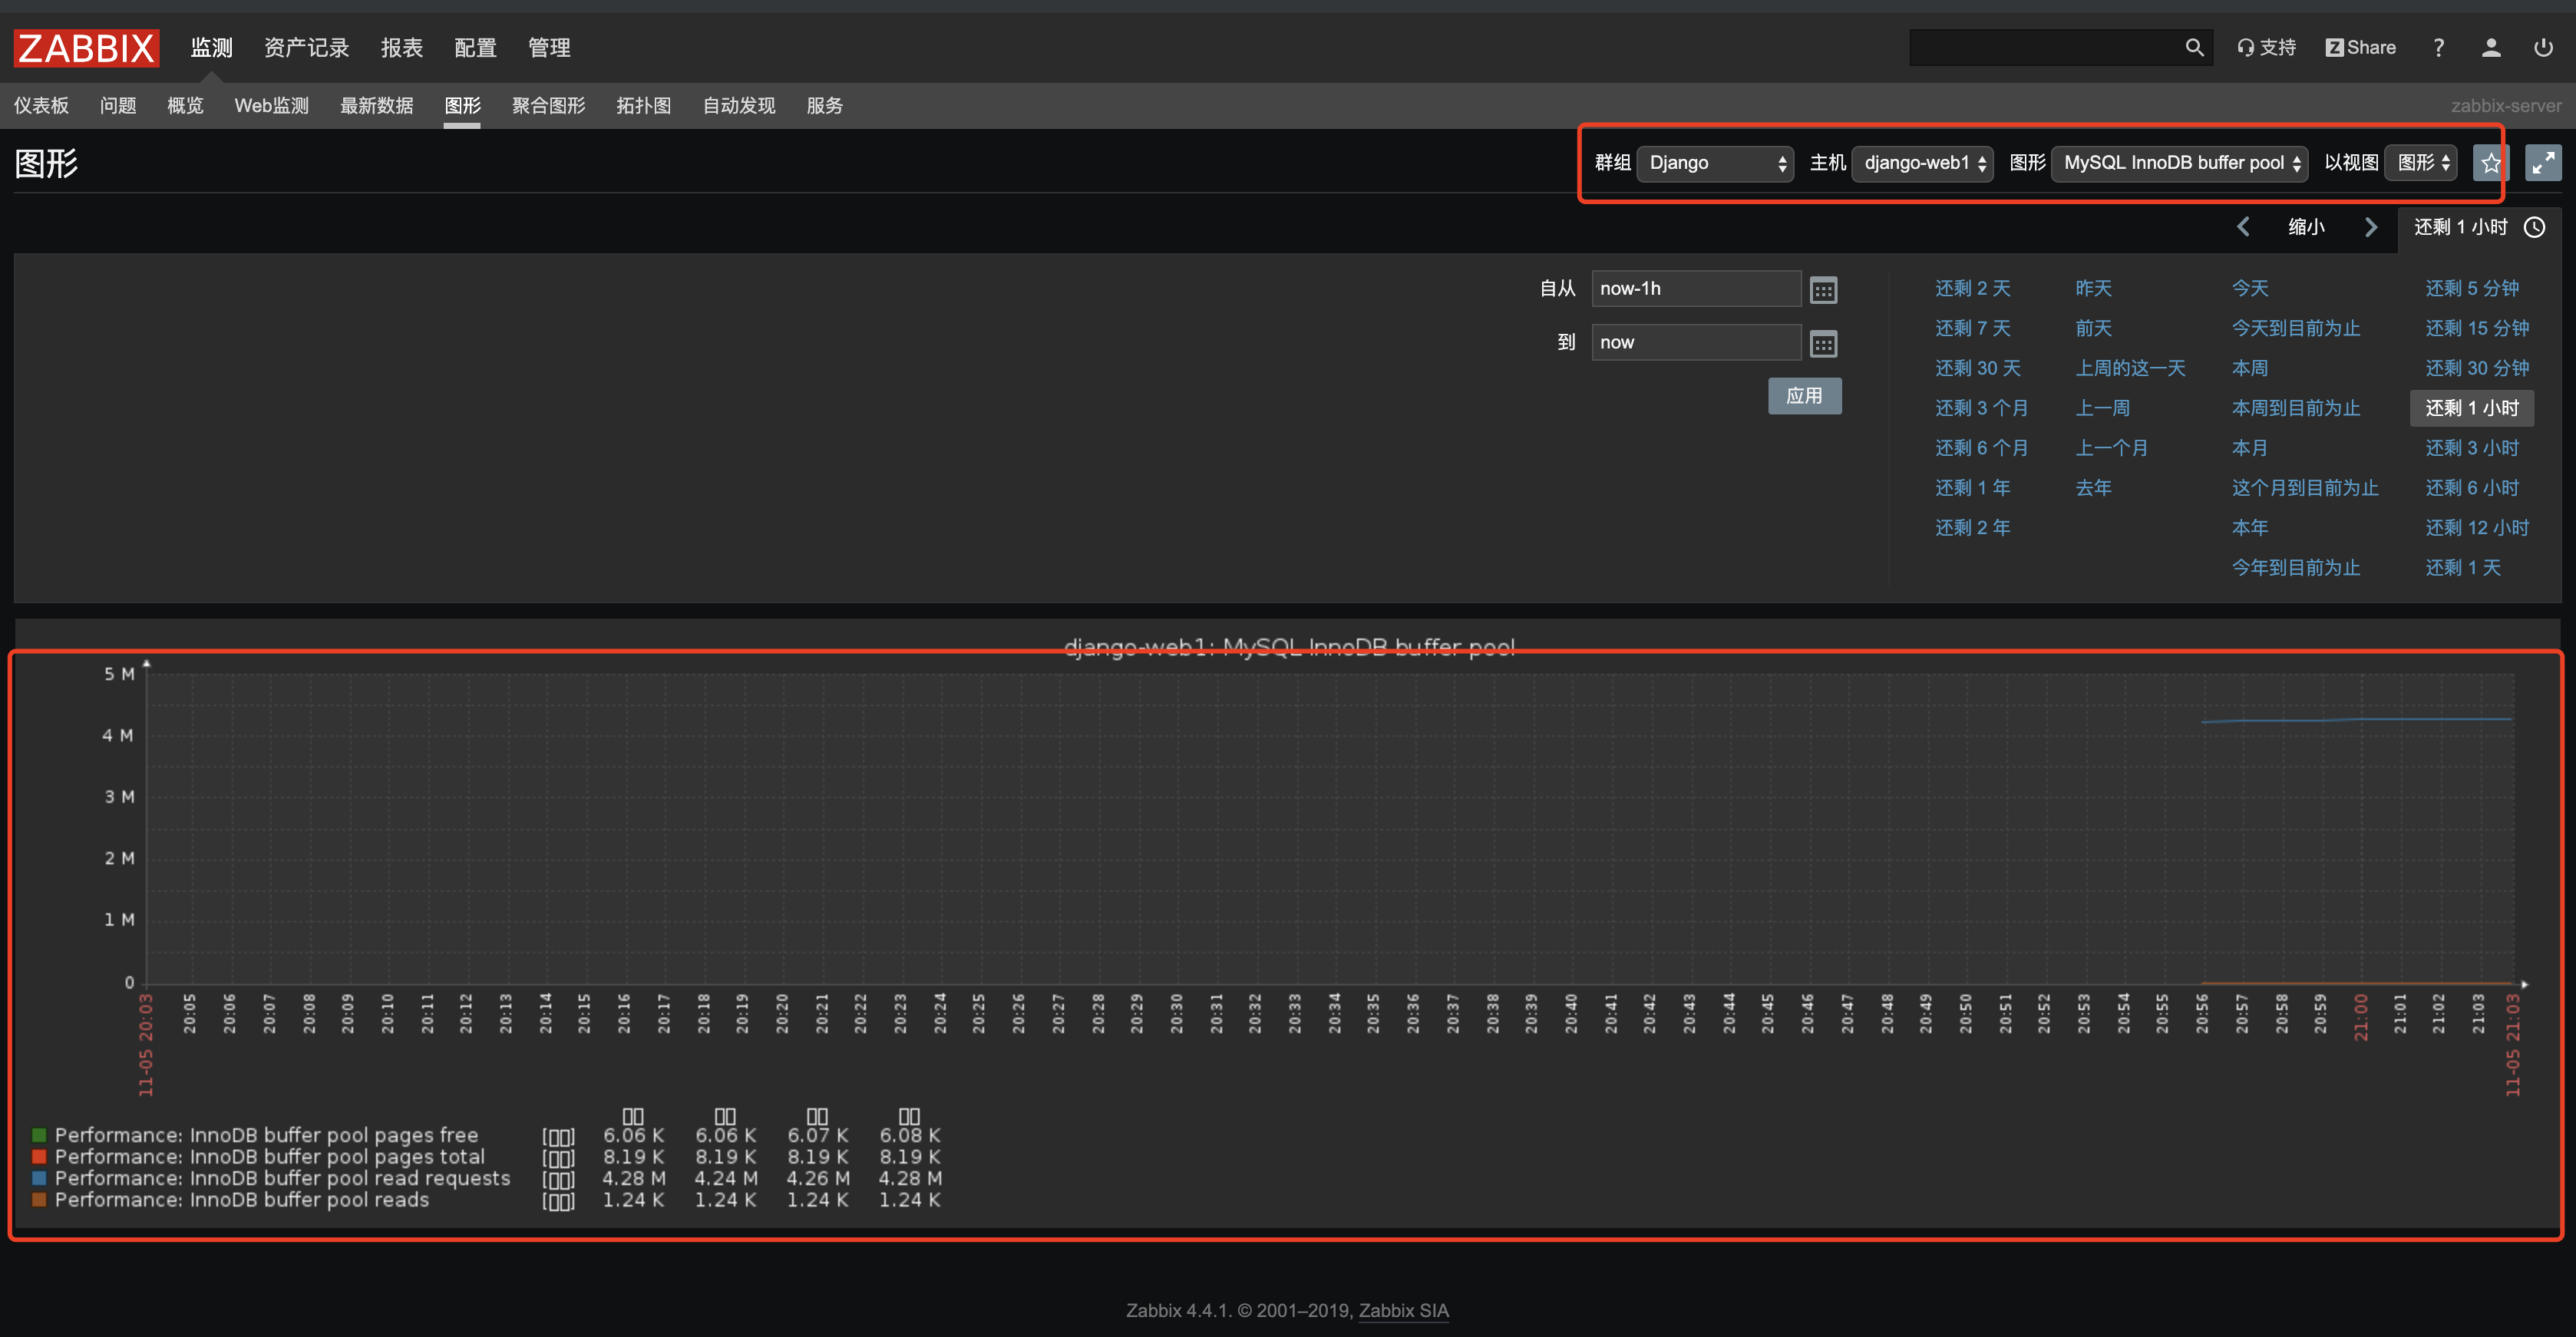 ZABBIX 监测 资产记录 报表 配置 管理 支持 Z Share ?
仪表板 问题 概览 Web监测 最新数据 图形 聚合图形 拓扑图 自动发现 服务 zabbix-server
图形 群组 Django 主机 django-web1 图形 MySQL InnoDB buffer pool 以视图 图形
缩小 还剩 1 小时
自从 now-1h
到 now
应用
还剩 2 天 昨天 今天 还剩 5 分钟
还剩 7 天 前天 今天到目前为止 还剩 15 分钟
还剩 30 天 上周的这一天 本周 还剩 30 分钟
还剩 3 个月 上一周 本周到目前为止 还剩 1 小时
还剩 6 个月 上一个月 本月 还剩 3 小时
还剩 1 年 去年 这个月到目前为止 还剩 6 小时
还剩 2 年 本年 还剩 12 小时
今年到目前为止 还剩 1 天
django-web1: MySQL InnoDB buffer pool
5 M
4 M
3 M
2 M
1 M
0
11-05 20:03 20:05 20:06 20:07 20:08 20:09 20:10 20:11 20:12 20:13 20:14 20:15 20:16 20:17 20:18 20:19 20:20 20:21 20:22 20:23 20:24 20:25 20:26 20:27 20:28 20:29 20:30 20:31 20:32 20:33 20:34 20:35 20:36 20:37 20:38 20:39 20:40 20:41 20:42 20:43 20:44 20:45 20:46 20:47 20:48 20:49 20:50 20:51 20:52 20:53 20:54 20:55 20:56 20:57 20:58 20:59 21:00 21:01 21:02 21:03 11-05 21:03
▯▯ ▯▯ ▯▯ ▯▯
Performance: InnoDB buffer pool pages free [▯▯] 6.06 K 6.06 K 6.07 K 6.08 K
Performance: InnoDB buffer pool pages total [▯▯] 8.19 K 8.19 K 8.19 K 8.19 K
Performance: InnoDB buffer pool read requests [▯▯] 4.28 M 4.24 M 4.26 M 4.28 M
Performance: InnoDB buffer pool reads [▯▯] 1.24 K 1.24 K 1.24 K 1.24 K
Zabbix 4.4.1. © 2001–2019, Zabbix SIA